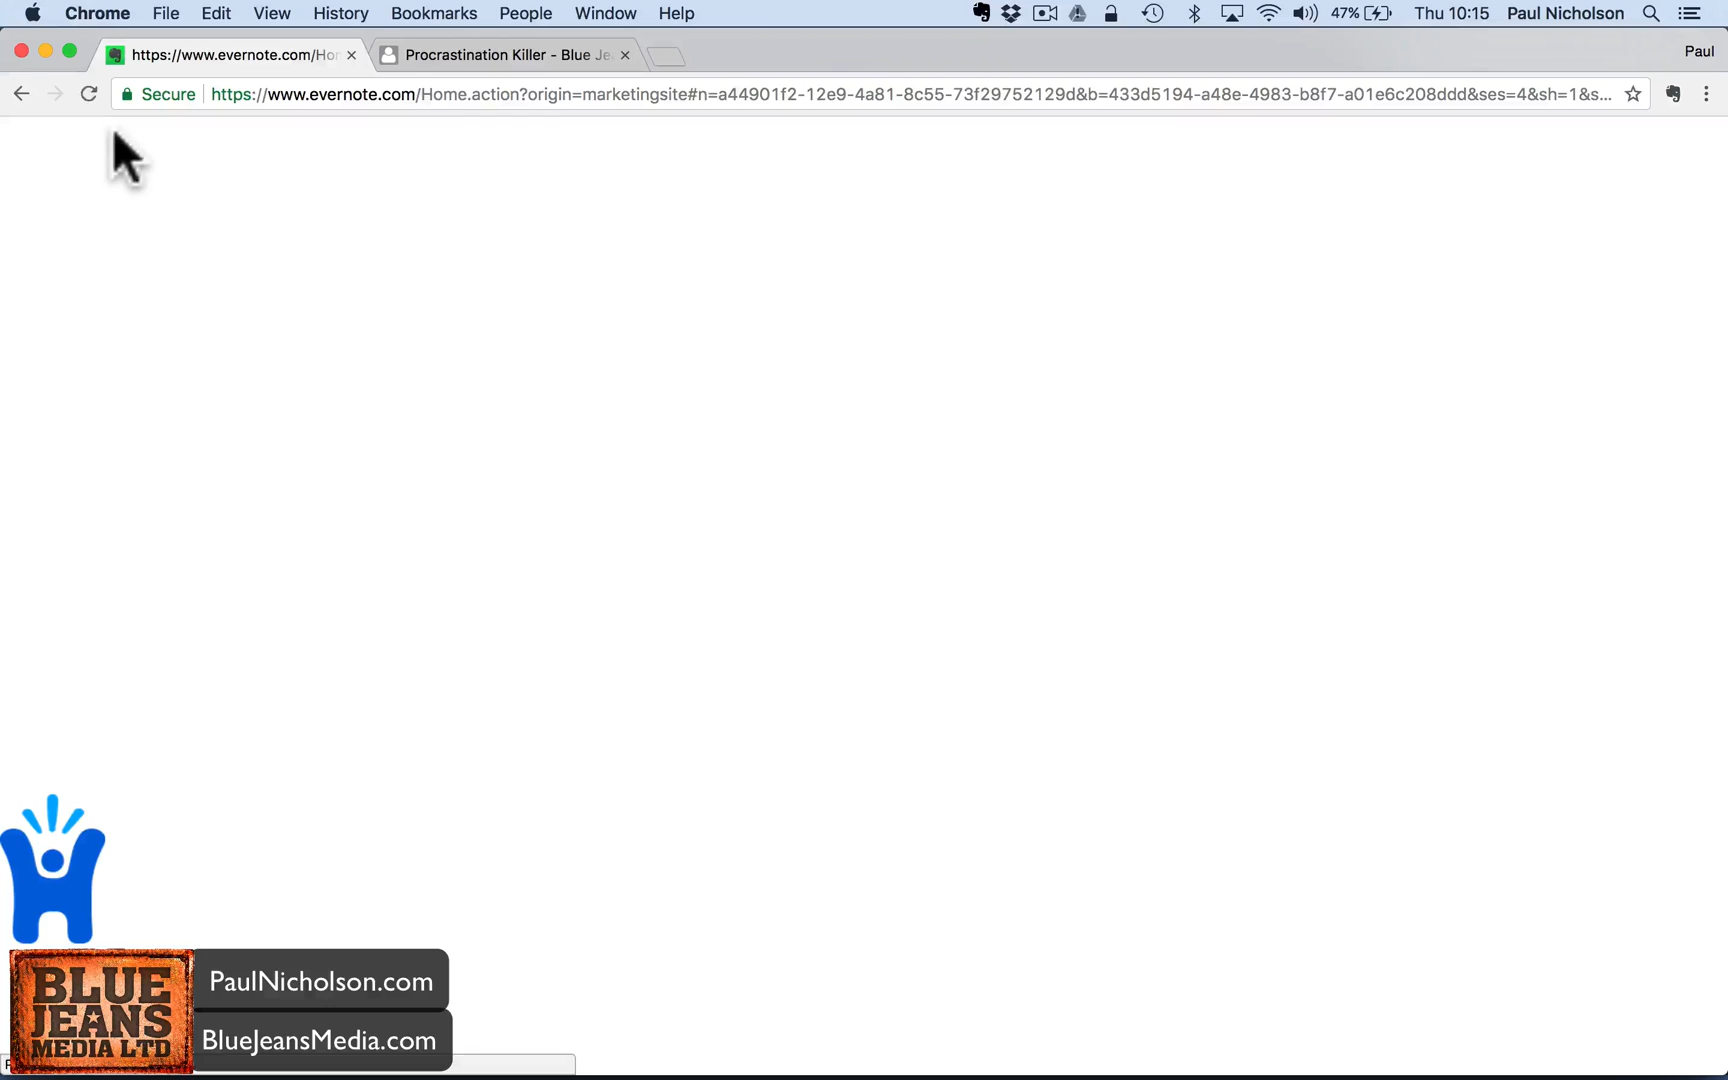 Chrome File Edit View History Bookmarks People Window Help 47% Thu 10:15 Paul Nicholson
https://www.evernote.com/Ho Procrastination Killer - Blue Je Paul
Secure https://www.evernote.com/Home.action?origin=marketingsite#n=a44901f2-12e9-4a81-8c55-73f29752129d&b=433d5194-a48e-4983-b8f7-a01e6c208ddd&ses=4&sh=1&s...
BLUE
JEANS
MEDIA LTD
PaulNicholson.com
BlueJeansMedia.com